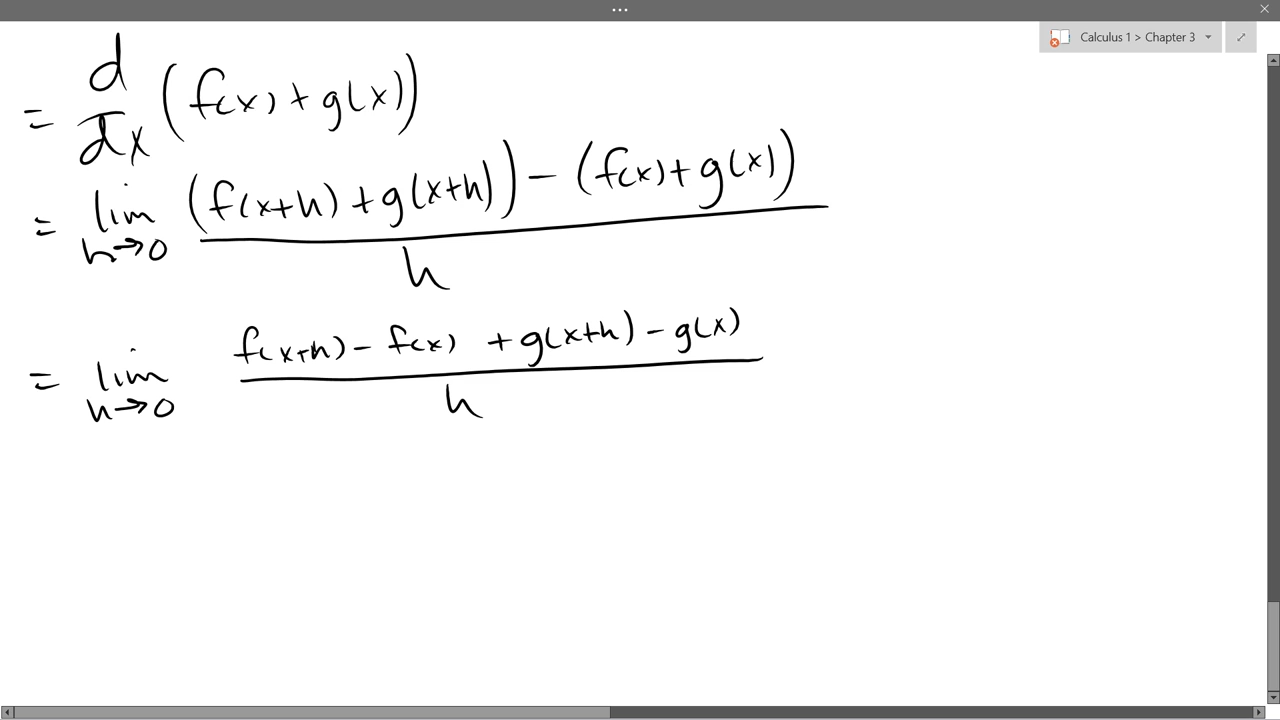 Calculus 1 > Chapter 3
= d/dx (f(x) + g(x))
= lim h→0 ((f(x+h) + g(x+h)) - (f(x) + g(x))) / h
= lim h→0 (f(x+h) - f(x) + g(x+h) - g(x)) / h